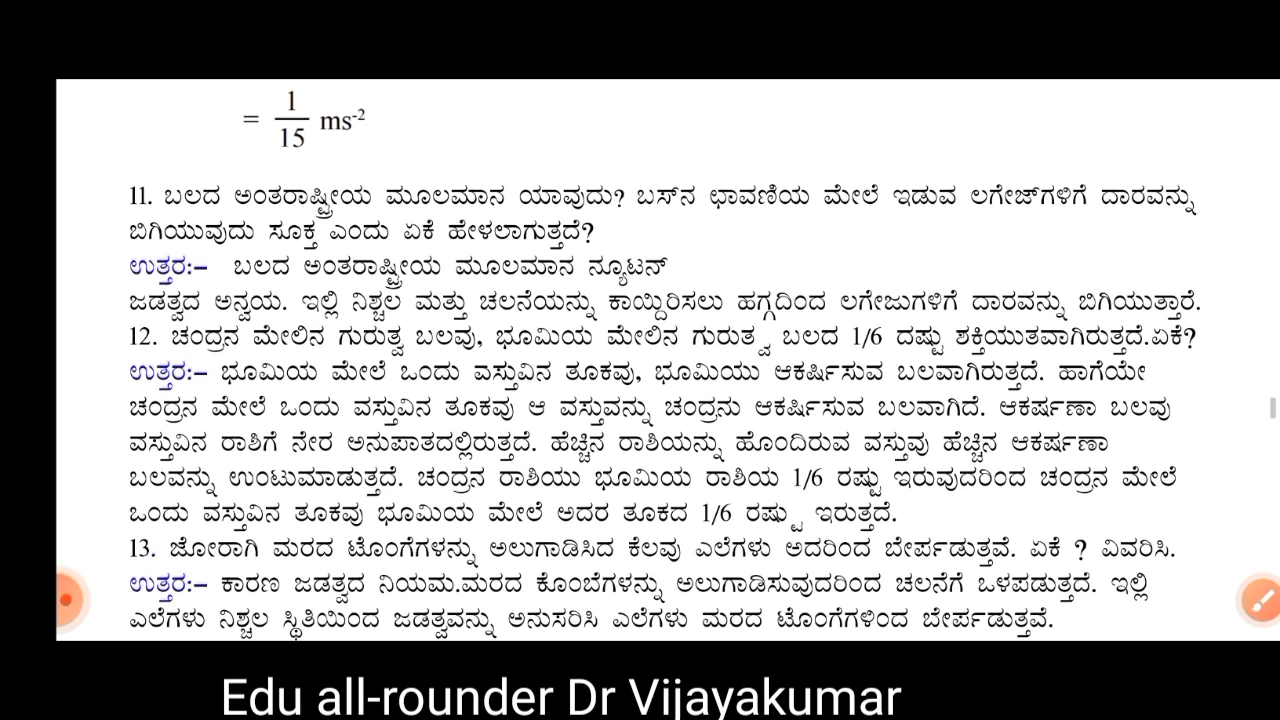 = 1/15 ms⁻²
11. ಬಲದ ಅಂತರಾಷ್ಟ್ರೀಯ ಮೂಲಮಾನ ಯಾವುದು? ಬಸ್‌ನ ಛಾವಣಿಯ ಮೇಲೆ ಇಡುವ ಲಗೇಜ್‌ಗಳಿಗೆ ದಾರವನ್ನು
ಬಿಗಿಯುವುದು ಸೂಕ್ತ ಎಂದು ಏಕೆ ಹೇಳಲಾಗುತ್ತದೆ?
ಉತ್ತರ:– ಬಲದ ಅಂತರಾಷ್ಟ್ರೀಯ ಮೂಲಮಾನ ನ್ಯೂಟನ್
ಜಡತ್ವದ ಅನ್ವಯ. ಇಲ್ಲಿ ನಿಶ್ಚಲ ಮತ್ತು ಚಲನೆಯನ್ನು ಕಾಯ್ದಿರಿಸಲು ಹಗ್ಗದಿಂದ ಲಗೇಜುಗಳಿಗೆ ದಾರವನ್ನು ಬಿಗಿಯುತ್ತಾರೆ.
12. ಚಂದ್ರನ ಮೇಲಿನ ಗುರುತ್ವ ಬಲವು, ಭೂಮಿಯ ಮೇಲಿನ ಗುರುತ್ವ ಬಲದ 1/6 ದಷ್ಟು ಶಕ್ತಿಯುತವಾಗಿರುತ್ತದೆ.ಏಕೆ?
ಉತ್ತರ:– ಭೂಮಿಯ ಮೇಲೆ ಒಂದು ವಸ್ತುವಿನ ತೂಕವು, ಭೂಮಿಯು ಆಕರ್ಷಿಸುವ ಬಲವಾಗಿರುತ್ತದೆ. ಹಾಗೆಯೇ
ಚಂದ್ರನ ಮೇಲೆ ಒಂದು ವಸ್ತುವಿನ ತೂಕವು ಆ ವಸ್ತುವನ್ನು ಚಂದ್ರನು ಆಕರ್ಷಿಸುವ ಬಲವಾಗಿದೆ. ಆಕರ್ಷಣಾ ಬಲವು
ವಸ್ತುವಿನ ರಾಶಿಗೆ ನೇರ ಅನುಪಾತದಲ್ಲಿರುತ್ತದೆ. ಹೆಚ್ಚಿನ ರಾಶಿಯನ್ನು ಹೊಂದಿರುವ ವಸ್ತುವು ಹೆಚ್ಚಿನ ಆಕರ್ಷಣಾ
ಬಲವನ್ನು ಉಂಟುಮಾಡುತ್ತದೆ. ಚಂದ್ರನ ರಾಶಿಯು ಭೂಮಿಯ ರಾಶಿಯ 1/6 ರಷ್ಟು ಇರುವುದರಿಂದ ಚಂದ್ರನ ಮೇಲೆ
ಒಂದು ವಸ್ತುವಿನ ತೂಕವು ಭೂಮಿಯ ಮೇಲೆ ಅದರ ತೂಕದ 1/6 ರಷ್ಟು ಇರುತ್ತದೆ.
13. ಜೋರಾಗಿ ಮರದ ಟೊಂಗೆಗಳನ್ನು ಅಲುಗಾಡಿಸಿದ ಕೆಲವು ಎಲೆಗಳು ಅದರಿಂದ ಬೇರ್ಪಡುತ್ತವೆ. ಏಕೆ ? ವಿವರಿಸಿ.
ಉತ್ತರ:– ಕಾರಣ ಜಡತ್ವದ ನಿಯಮ.ಮರದ ಕೊಂಬೆಗಳನ್ನು ಅಲುಗಾಡಿಸುವುದರಿಂದ ಚಲನೆಗೆ ಒಳಪಡುತ್ತದೆ. ಇಲ್ಲಿ
ಎಲೆಗಳು ನಿಶ್ಚಲ ಸ್ಥಿತಿಯಿಂದ ಜಡತ್ವವನ್ನು ಅನುಸರಿಸಿ ಎಲೆಗಳು ಮರದ ಟೊಂಗೆಗಳಿಂದ ಬೇರ್ಪಡುತ್ತವೆ.
Edu all-rounder Dr Vijayakumar